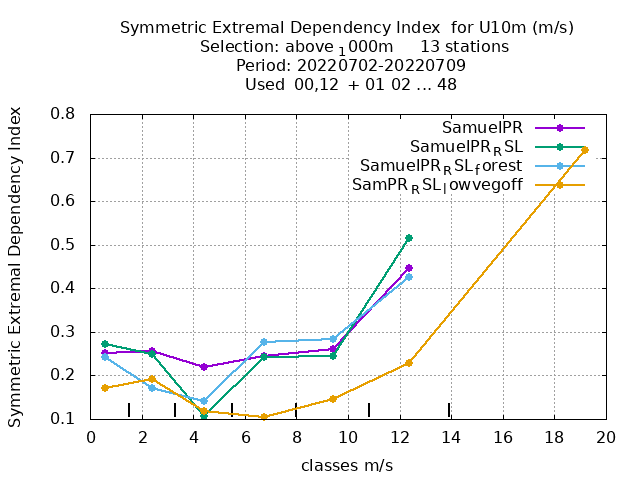 Symmetric Extremal Dependency Index for U10m (m/s)
Selection: above 1000m 13 stations
Period: 20220702-20220709
Used 00,12 + 01 02 ... 48
SamuelPR
SamuelPRRSL
SamuelPRRSLforest
SamPRRSLlowvegoff
Symmetric Extremal Dependency Index
0.8
0.7
0.6
0.5
0.4
0.3
0.2
0.1
0 2 4 6 8 10 12 14 16 18 20
classes m/s